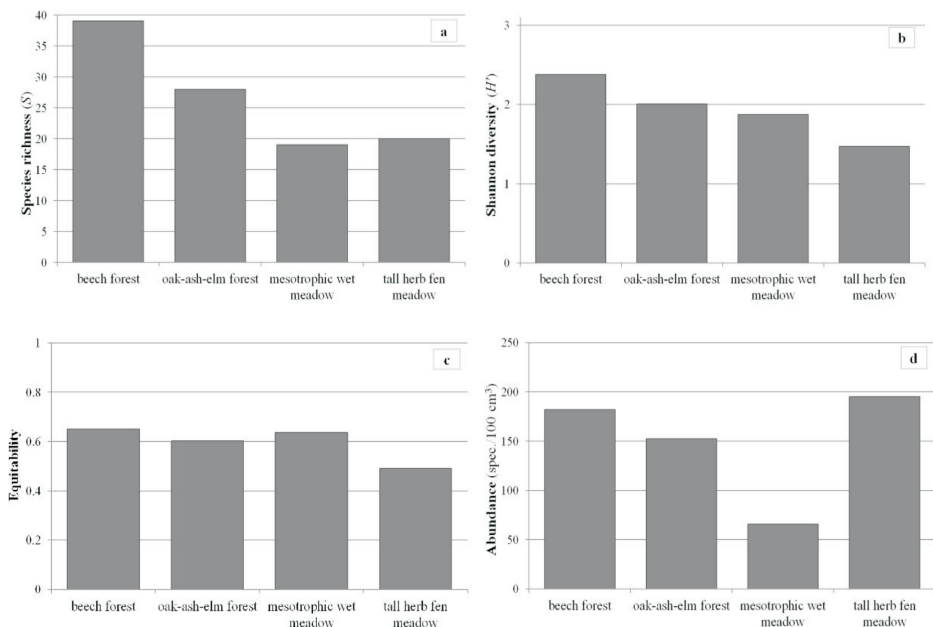 a
Species richness (S)
40
35
30
25
20
15
10
5
0
beech forest
oak-ash-elm forest
mesotrophic wet
meadow
tall herb fen
meadow
b
Shannon diversity (H')
3
2
1
0
beech forest
oak-ash-elm forest
mesotrophic wet
meadow
tall herb fen
meadow
c
Equitability
1
0.8
0.6
0.4
0.2
0
beech forest
oak-ash-elm forest
mesotrophic wet
meadow
tall herb fen
meadow
d
Abundance (spec./100 cm³)
250
200
150
100
50
0
beech forest
oak-ash-elm forest
mesotrophic wet
meadow
tall herb fen
meadow